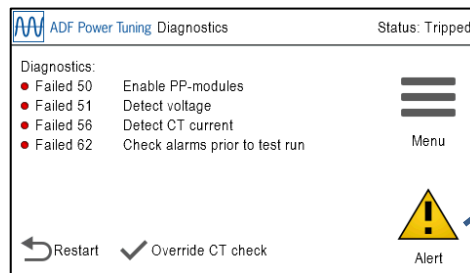 ADF Power Tuning Diagnostics
Status: Tripped
Diagnostics:
Failed 50 Enable PP-modules
Failed 51 Detect voltage
Failed 56 Detect CT current
Failed 62 Check alarms prior to test run
Menu
Restart
Override CT check
Alert